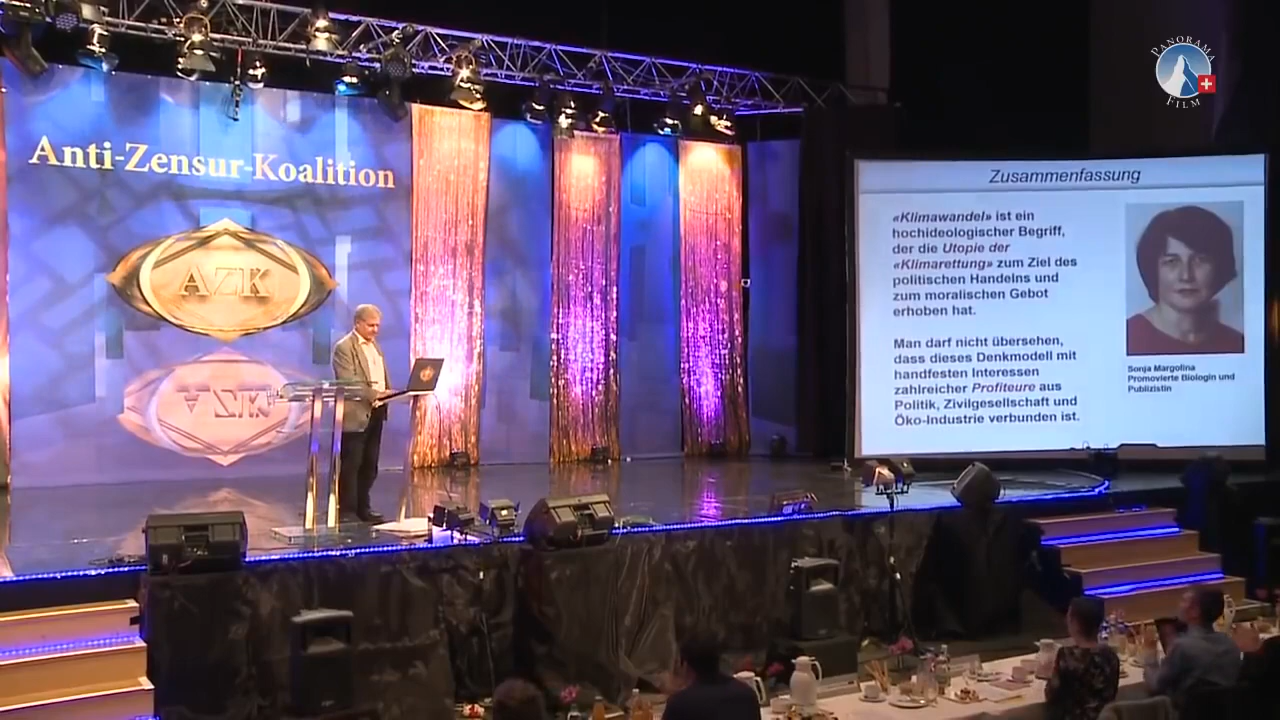 PANORAMA
FILM
Anti-Zensur-Koalition
AZK
Zusammenfassung
«Klimawandel» ist ein
hochideologischer Begriff,
der die Utopie der
«Klimarettung» zum Ziel des
politischen Handelns und
zum moralischen Gebot
erhoben hat.
Man darf nicht übersehen,
dass dieses Denkmodell mit
handfesten Interessen
zahlreicher Profiteure aus
Politik, Zivilgesellschaft und
Öko-Industrie verbunden ist.
Sonja Margolina
Promovierte Biologin und
Publizistin